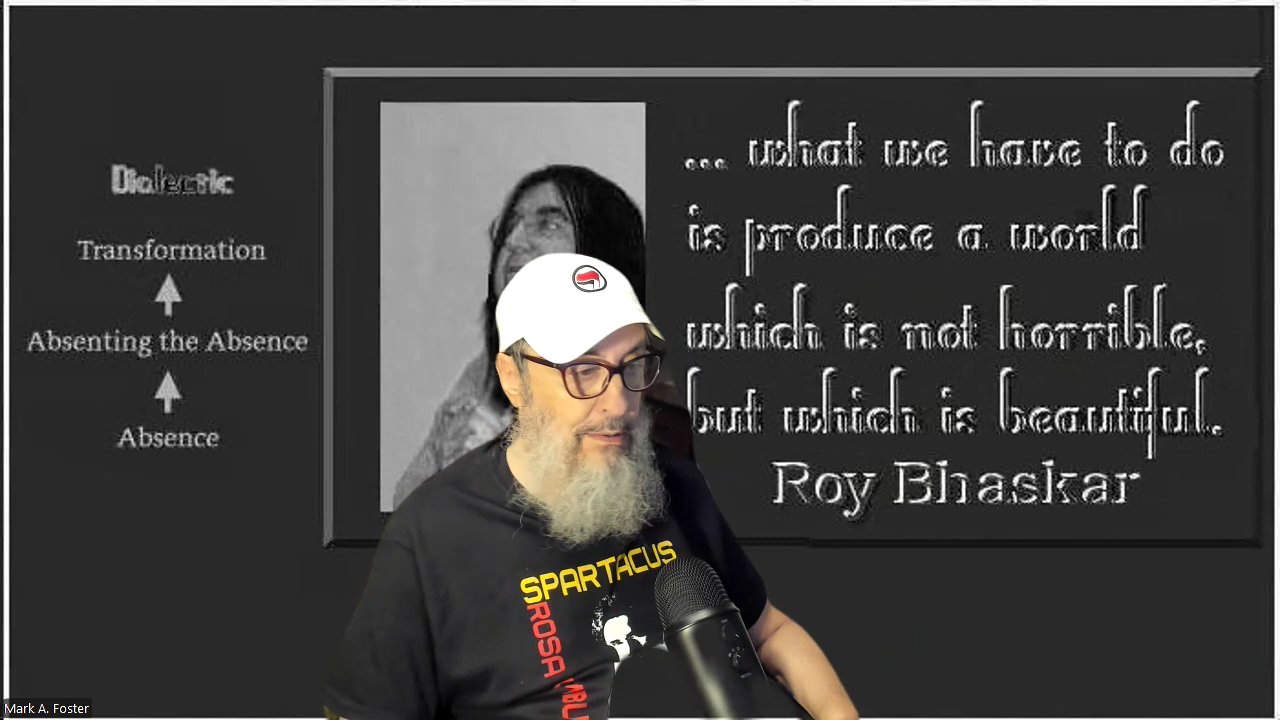 Dialectic
Transformation
Absenting the Absence
Absence
... what we have to do
is produce a world
which is not horrible,
but which is beautiful.
Roy Bhaskar
SPARTACUS
ROSA
Mark A. Foster